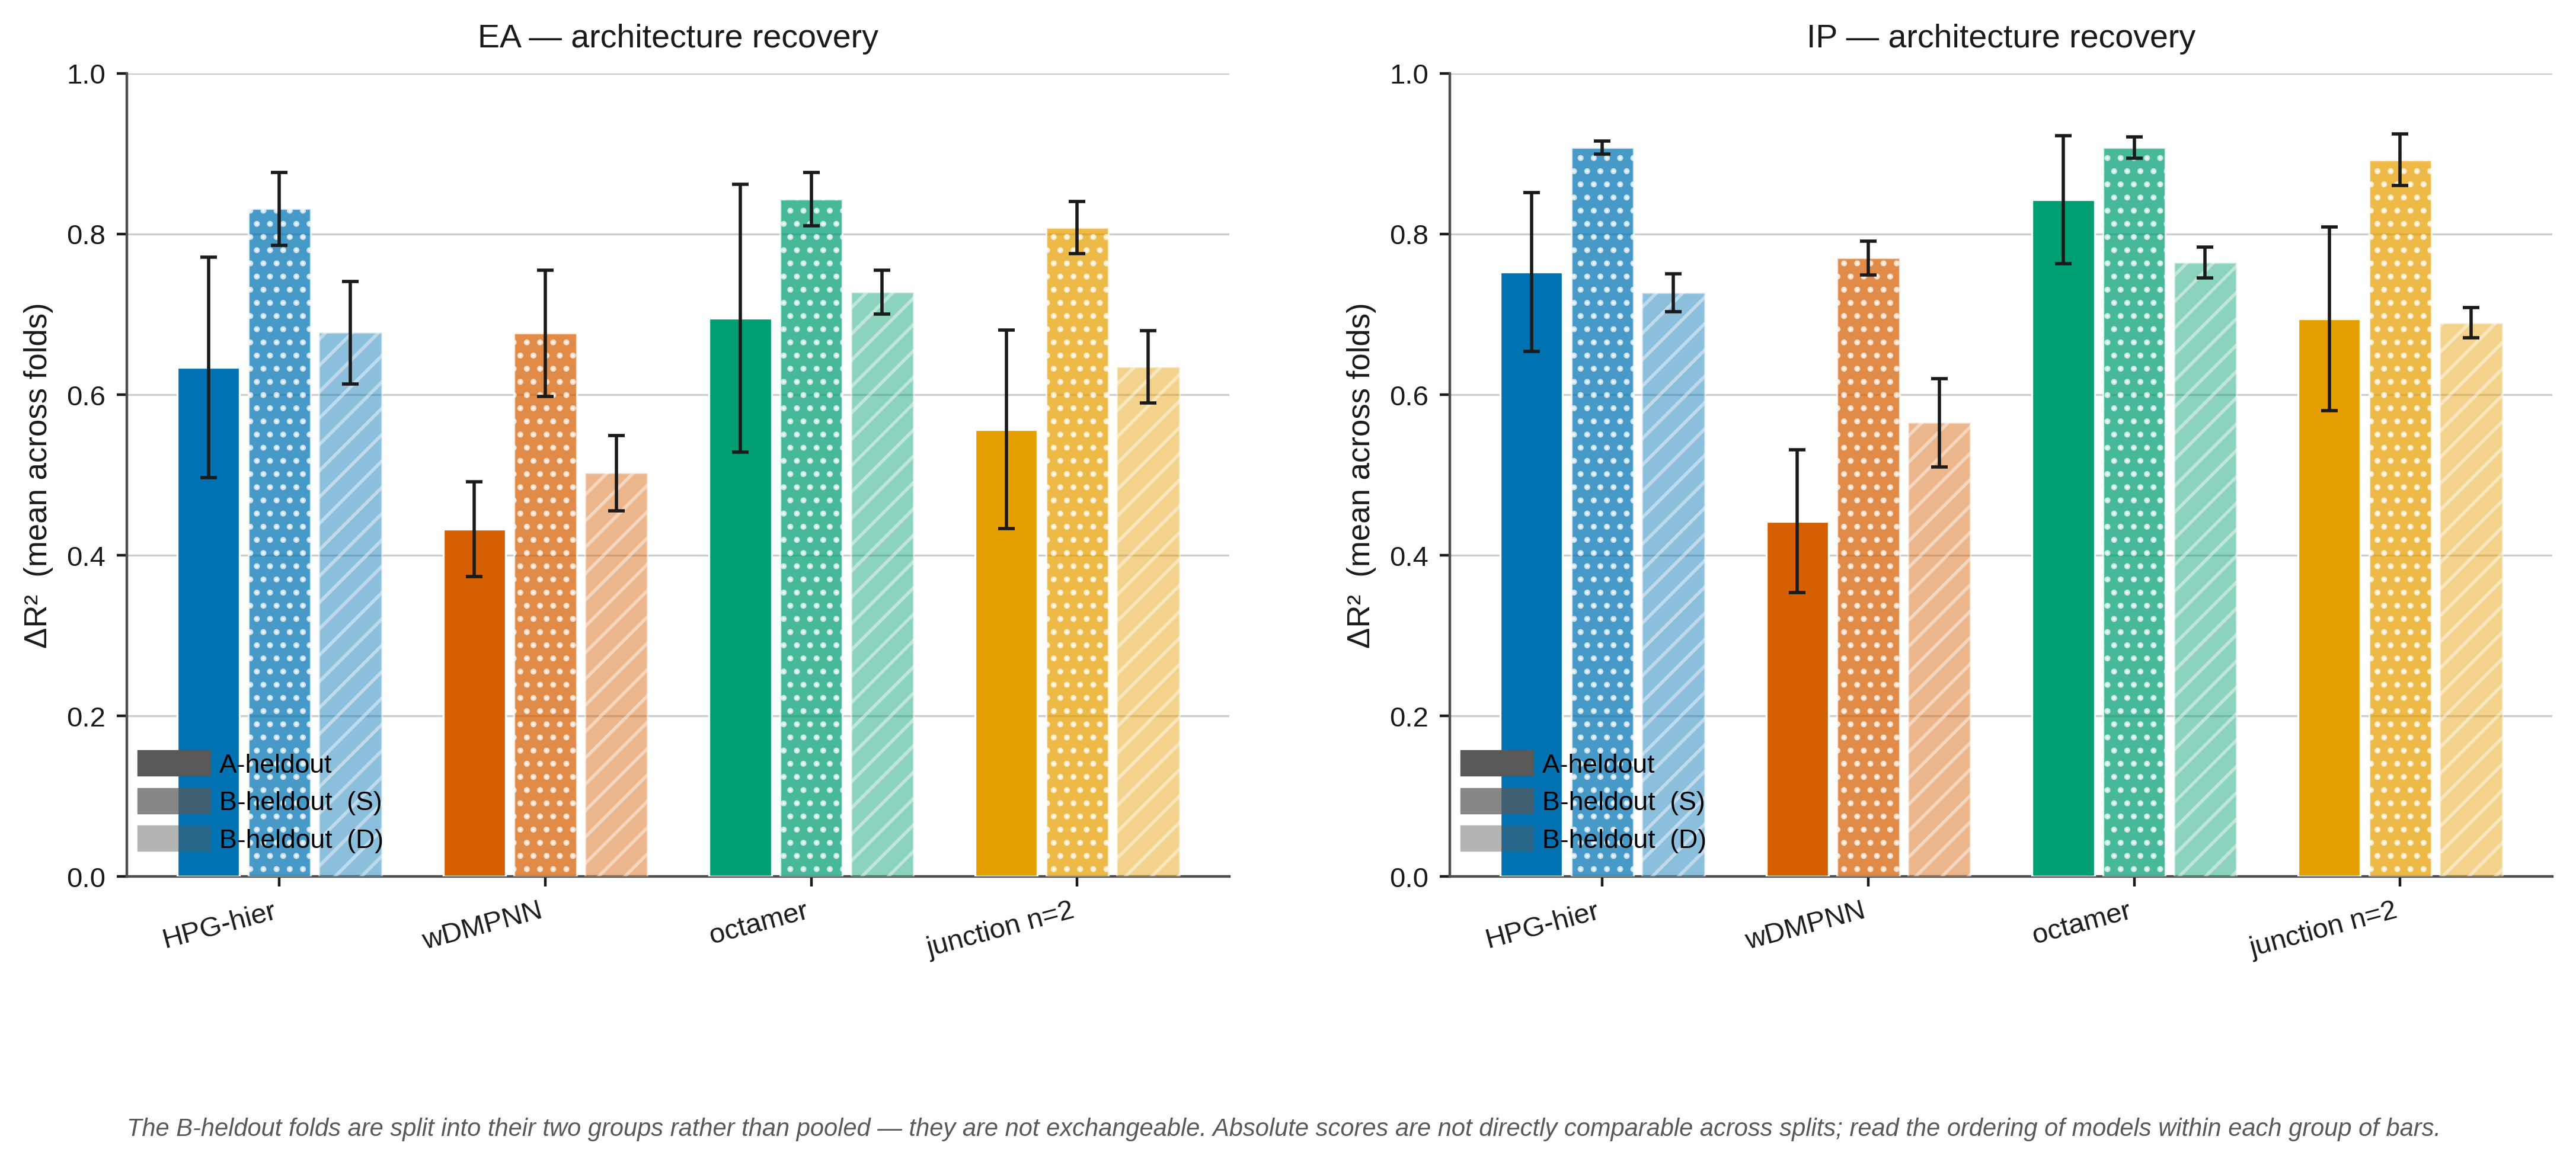 EA — architecture recovery
1.0
0.8
0.6
0.4
0.2
0.0
ΔR² (mean across folds)
A-heldout
B-heldout (S)
B-heldout (D)
HPG-hier
wDMPNN
octamer
junction n=2
IP — architecture recovery
1.0
0.8
0.6
0.4
0.2
0.0
ΔR² (mean across folds)
A-heldout
B-heldout (S)
B-heldout (D)
HPG-hier
wDMPNN
octamer
junction n=2
The B-heldout folds are split into their two groups rather than pooled — they are not exchangeable. Absolute scores are not directly comparable across splits; read the ordering of models within each group of bars.